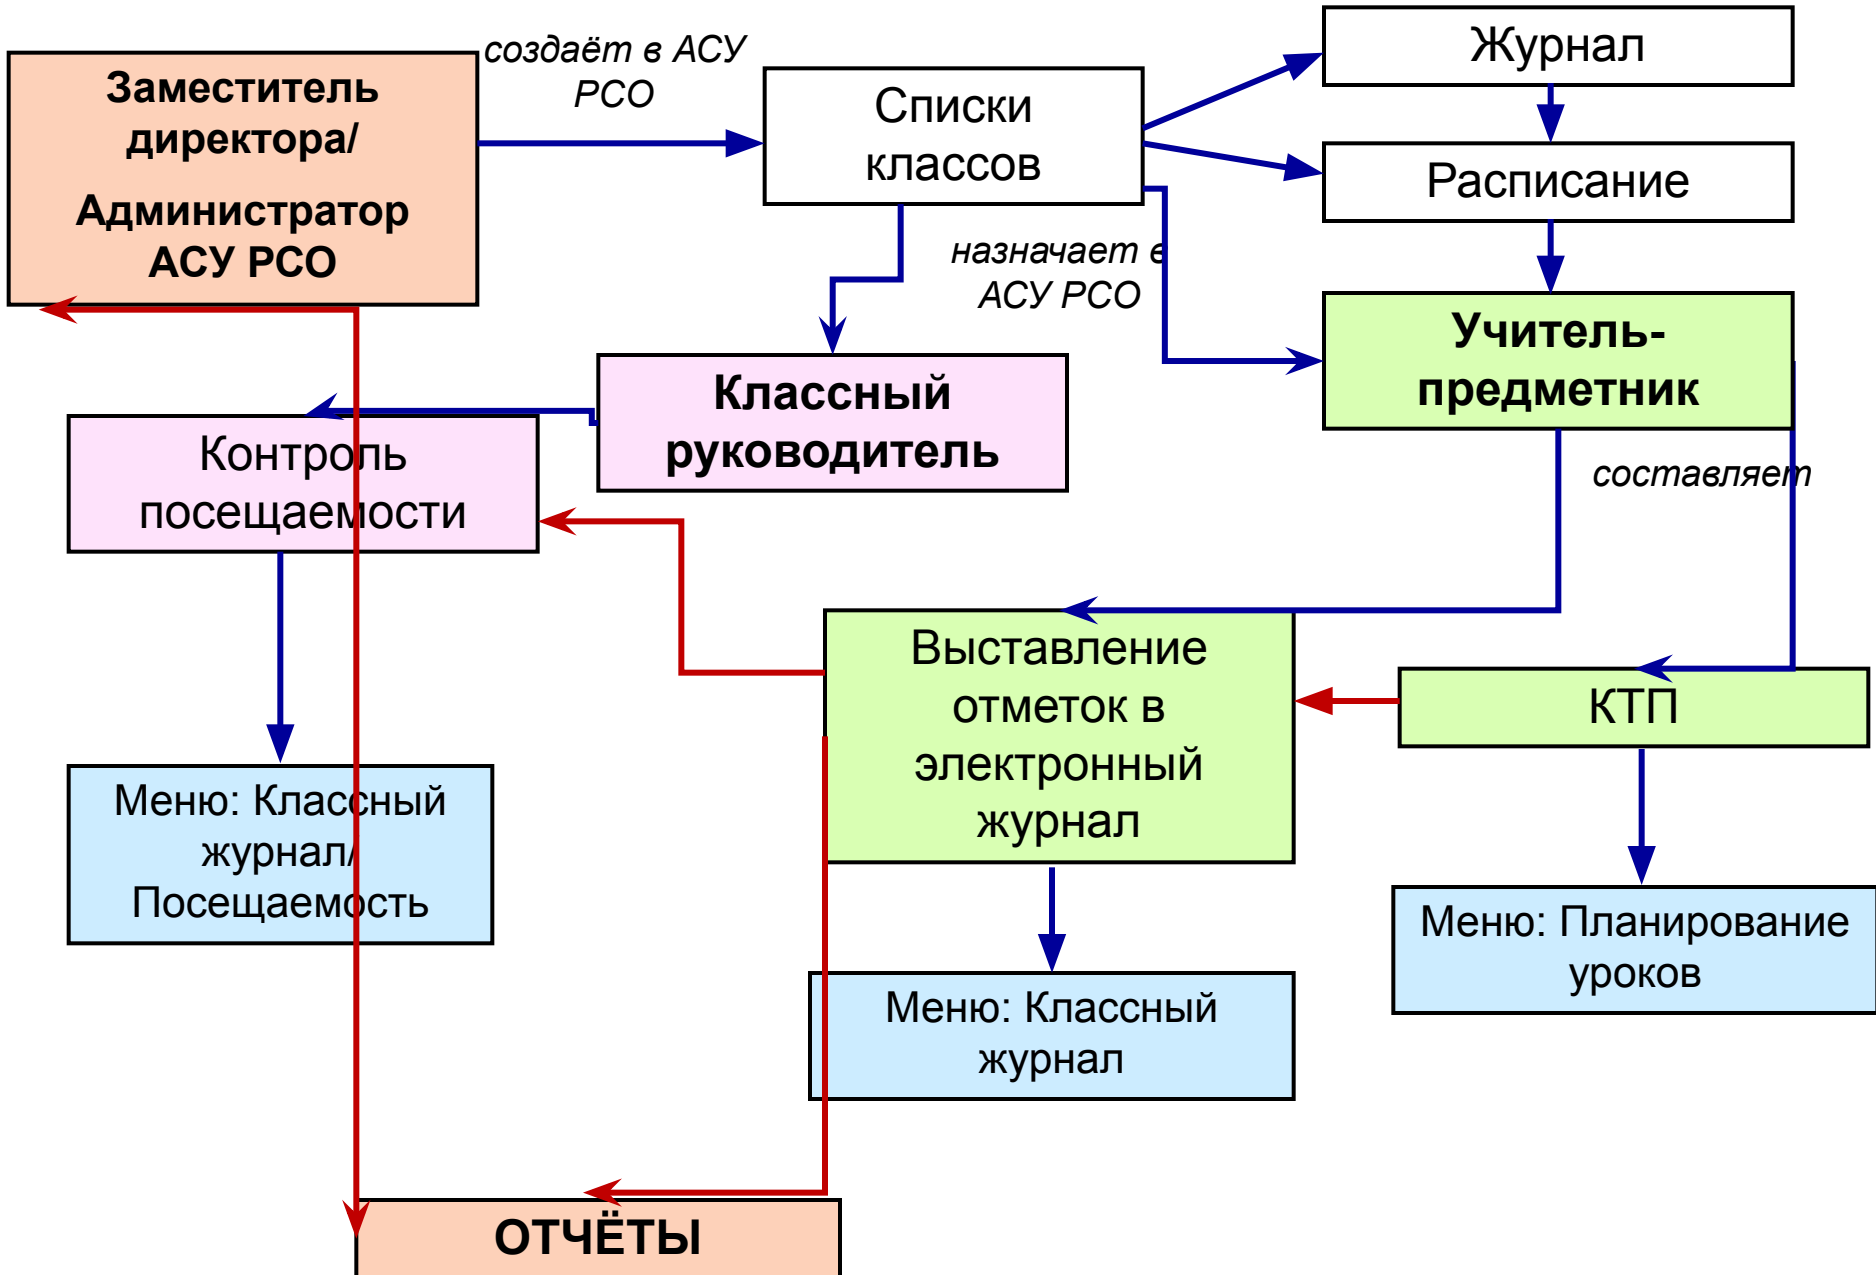 Заместитель
директора/
Администратор
АСУ РСО
создаёт в АСУ
РСО
Списки
классов
Журнал
Расписание
назначает в
АСУ РСО
Учитель-
предметник
Классный
руководитель
Контроль
посещаемости
составляет
Выставление
отметок в
электронный
журнал
КТП
Меню: Классный
журнал/
Посещаемость
Меню: Планирование
уроков
Меню: Классный
журнал
ОТЧЁТЫ